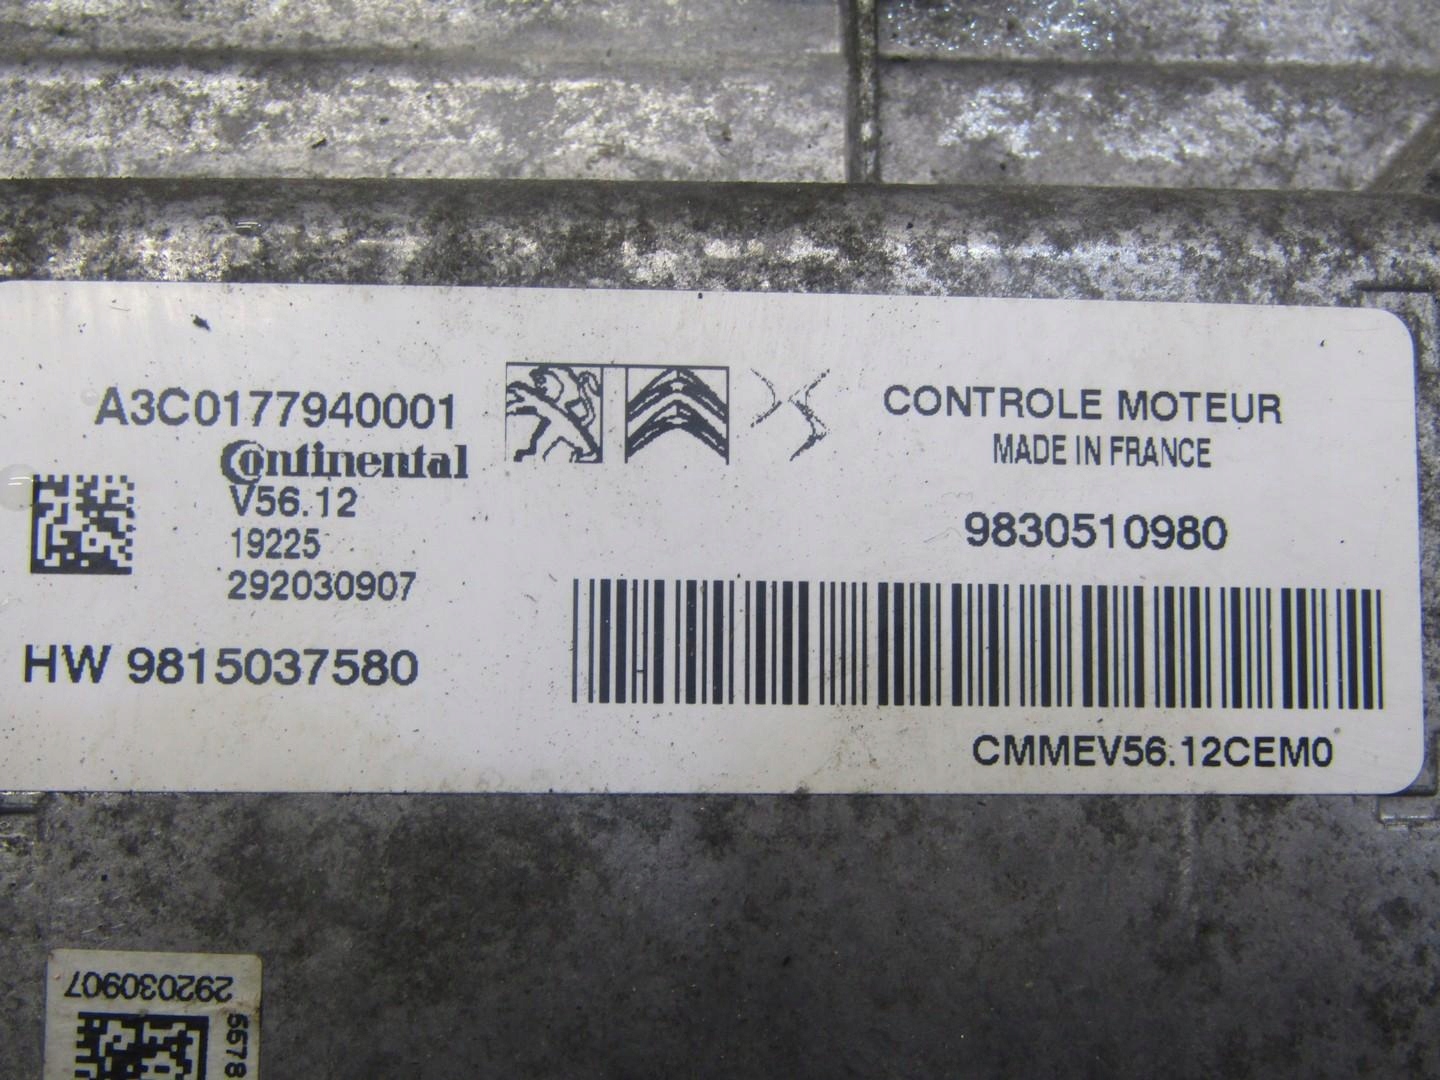 A3C0177940001
Continental
V56.12
19225
292030907
HW 9815037580
CONTROLE MOTEUR
MADE IN FRANCE
9830510980
CMMEV56.12CEM0
292030907
5678